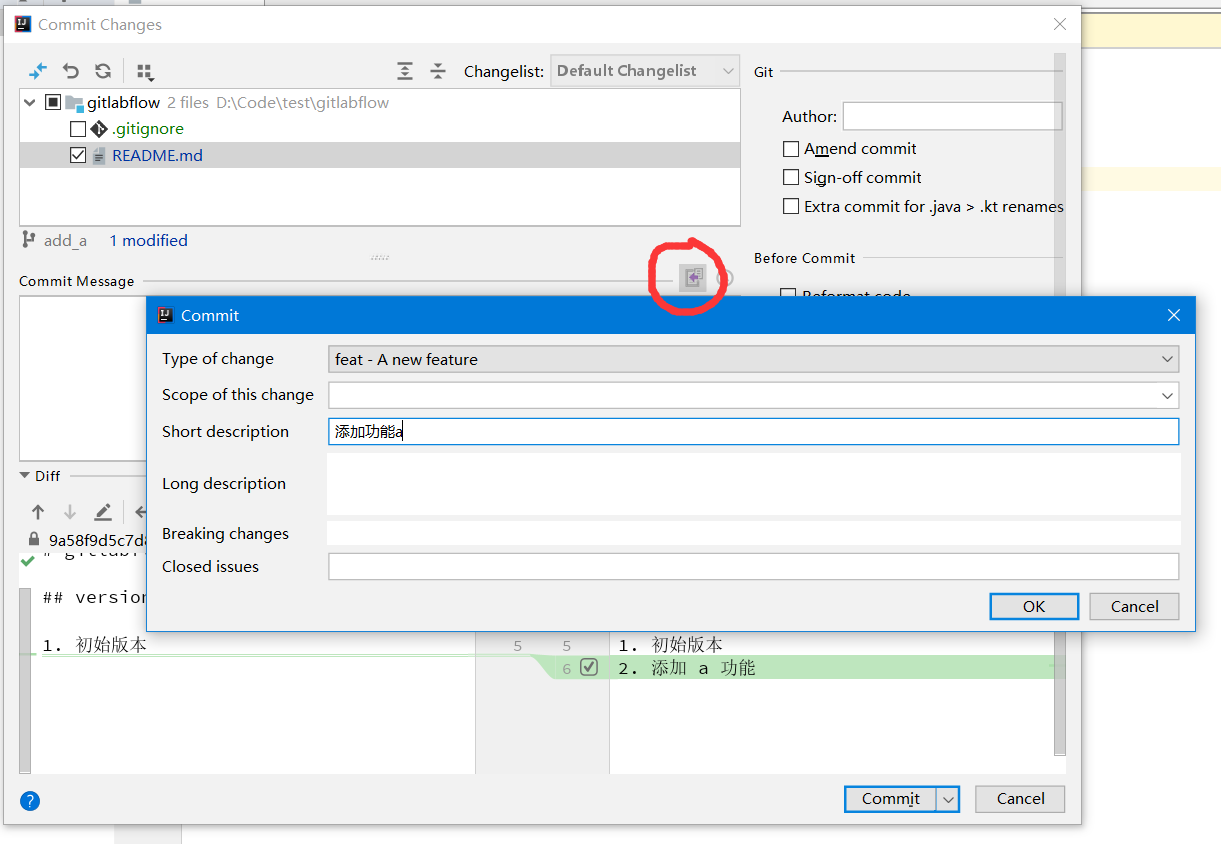 Commit Changes
Changelist: Default Changelist
Git
gitlabflow 2 files D:\Code\test\gitlabflow
.gitignore
README.md
Author:
Amend commit
Sign-off commit
Extra commit for .java > .kt renames
add_a 1 modified
Before Commit
Commit Message
Reformat code
Commit
Type of change feat - A new feature
Scope of this change
Short description 添加功能a
Long description
Breaking changes
Closed issues
OK Cancel
Diff
9a58f9d5c7d
## version
1. 初始版本 5 5 1. 初始版本
6 2. 添加 a 功能
? Commit Cancel